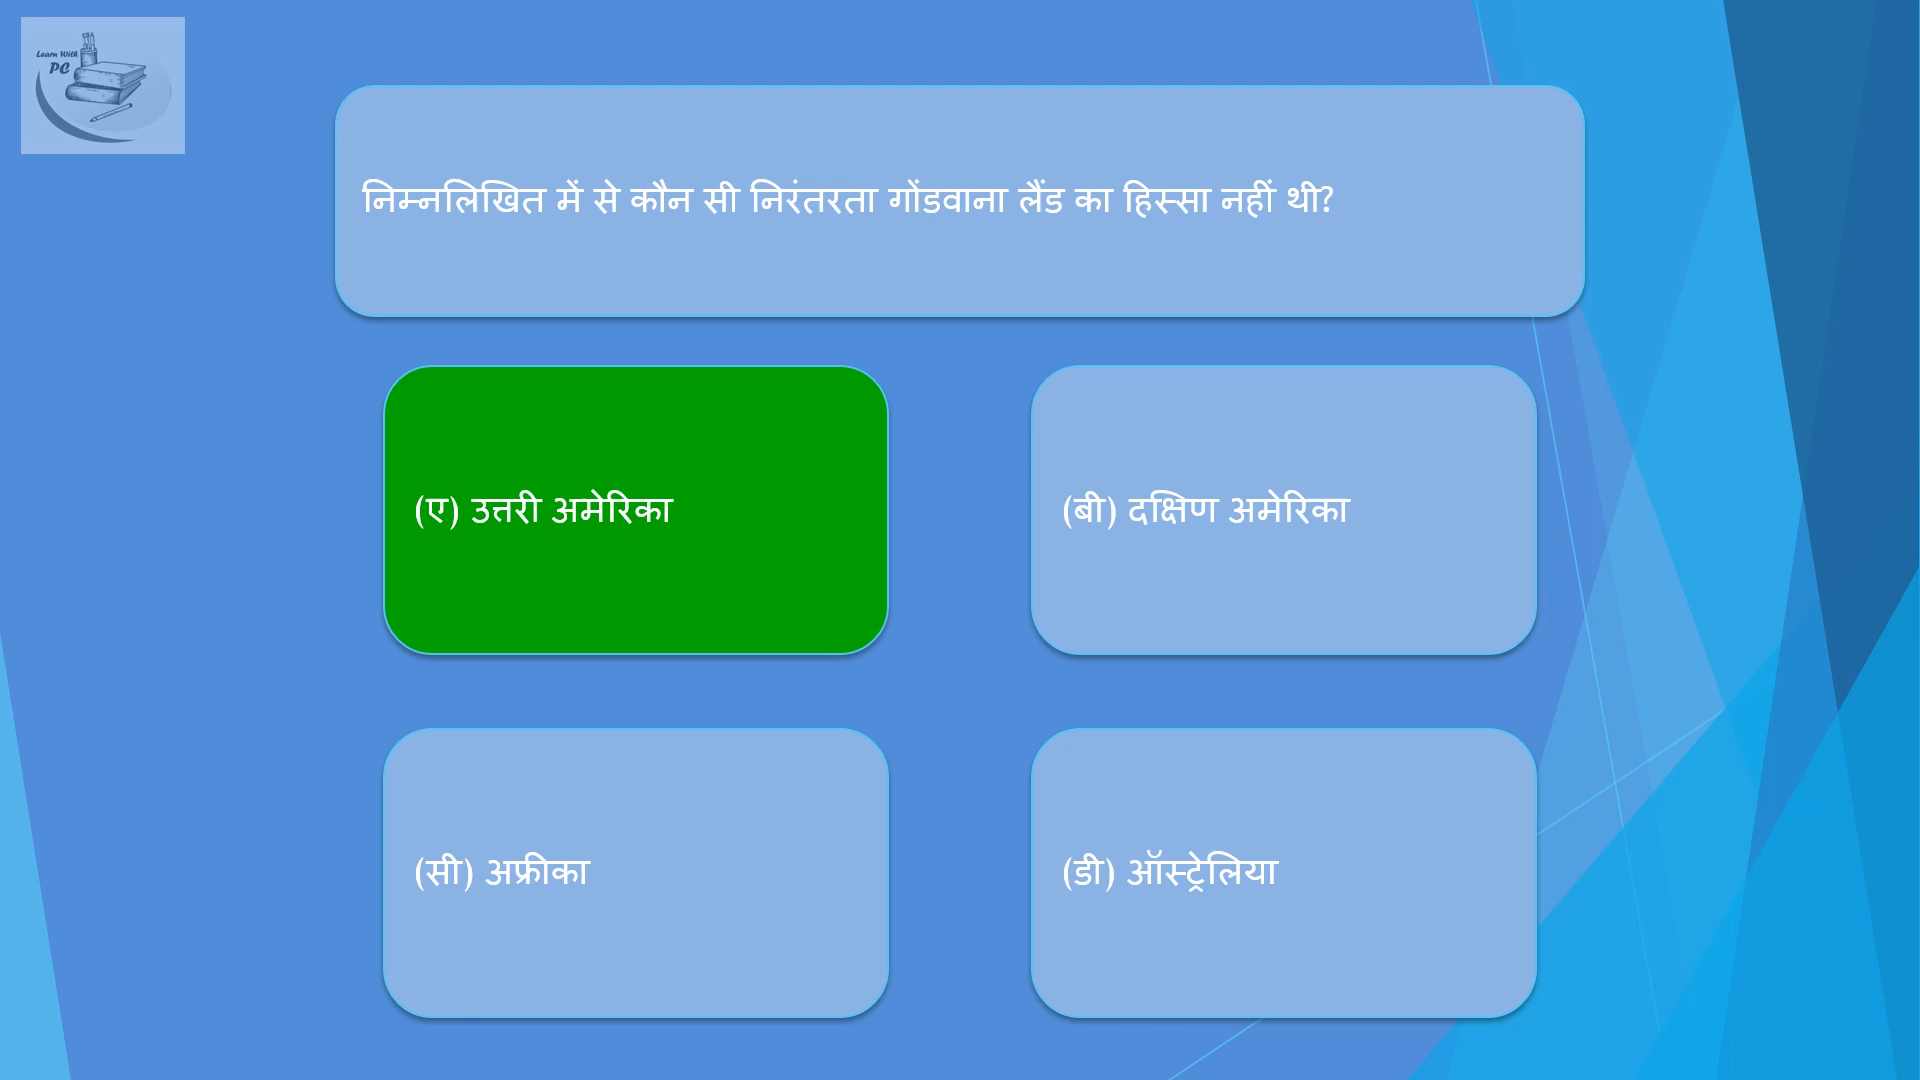 Learn With
PC
निम्नलिखित में से कौन सी निरंतरता गोंडवाना लैंड का हिस्सा नहीं थी?
(ए) उत्तरी अमेरिका
(बी) दक्षिण अमेरिका
(सी) अफ्रीका
(डी) ऑस्ट्रेलिया